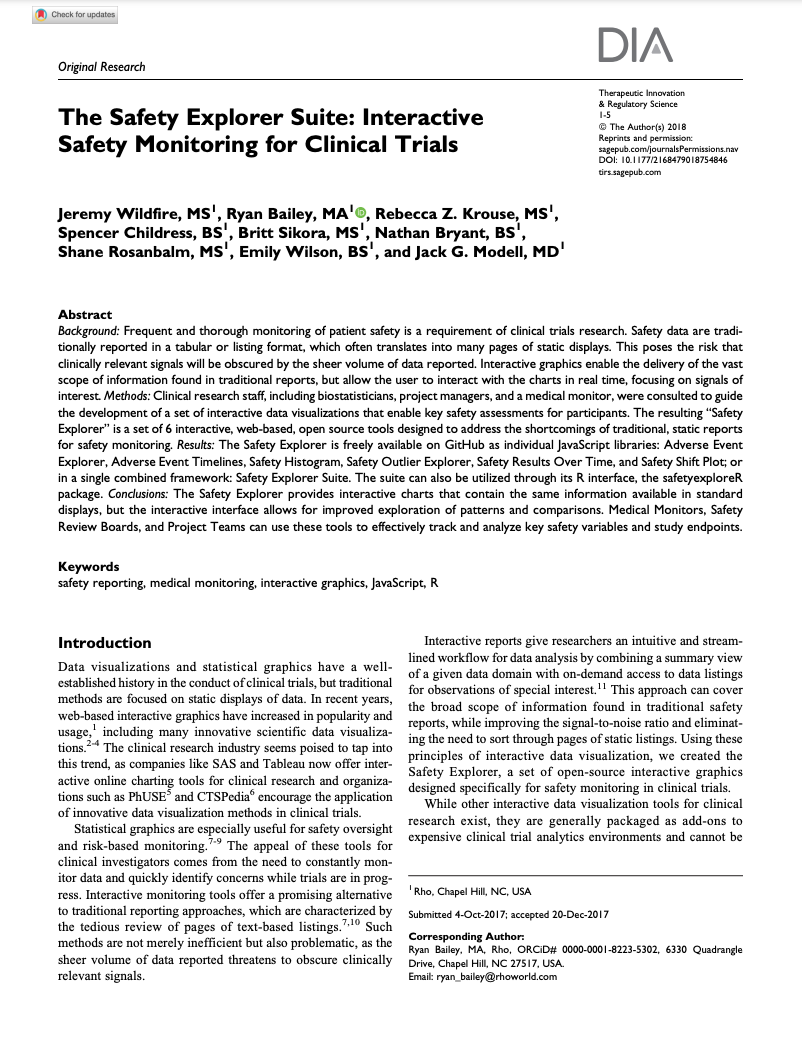 Check for updates
DIA
Original Research
Therapeutic Innovation
& Regulatory Science
1-5
© The Author(s) 2018
Reprints and permission:
sagepub.com/journalsPermissions.nav
DOI: 10.1177/2168479018754846
tirs.sagepub.com
The Safety Explorer Suite: Interactive
Safety Monitoring for Clinical Trials
Jeremy Wildfire, MS¹, Ryan Bailey, MA¹ iD, Rebecca Z. Krouse, MS¹,
Spencer Childress, BS¹, Britt Sikora, MS¹, Nathan Bryant, BS¹,
Shane Rosanbalm, MS¹, Emily Wilson, BS¹, and Jack G. Modell, MD¹
Abstract
Background: Frequent and thorough monitoring of patient safety is a requirement of clinical trials research. Safety data are tradi-
tionally reported in a tabular or listing format, which often translates into many pages of static displays. This poses the risk that
clinically relevant signals will be obscured by the sheer volume of data reported. Interactive graphics enable the delivery of the vast
scope of information found in traditional reports, but allow the user to interact with the charts in real time, focusing on signals of
interest. Methods: Clinical research staff, including biostatisticians, project managers, and a medical monitor, were consulted to guide
the development of a set of interactive data visualizations that enable key safety assessments for participants. The resulting “Safety
Explorer” is a set of 6 interactive, web-based, open source tools designed to address the shortcomings of traditional, static reports
for safety monitoring. Results: The Safety Explorer is freely available on GitHub as individual JavaScript libraries: Adverse Event
Explorer, Adverse Event Timelines, Safety Histogram, Safety Outlier Explorer, Safety Results Over Time, and Safety Shift Plot; or
in a single combined framework: Safety Explorer Suite. The suite can also be utilized through its R interface, the safetyexploreR
package. Conclusions: The Safety Explorer provides interactive charts that contain the same information available in standard
displays, but the interactive interface allows for improved exploration of patterns and comparisons. Medical Monitors, Safety
Review Boards, and Project Teams can use these tools to effectively track and analyze key safety variables and study endpoints.
Keywords
safety reporting, medical monitoring, interactive graphics, JavaScript, R
Introduction
Data visualizations and statistical graphics have a well-
established history in the conduct of clinical trials, but traditional
methods are focused on static displays of data. In recent years,
web-based interactive graphics have increased in popularity and
usage,¹ including many innovative scientific data visualiza-
tions.²⁻⁴ The clinical research industry seems poised to tap into
this trend, as companies like SAS and Tableau now offer inter-
active online charting tools for clinical research and organiza-
tions such as PhUSE⁵ and CTSPedia⁶ encourage the application
of innovative data visualization methods in clinical trials.
Statistical graphics are especially useful for safety oversight
and risk-based monitoring.⁷⁻⁹ The appeal of these tools for
clinical investigators comes from the need to constantly mon-
itor data and quickly identify concerns while trials are in prog-
ress. Interactive monitoring tools offer a promising alternative
to traditional reporting approaches, which are characterized by
the tedious review of pages of text-based listings.⁷,¹⁰ Such
methods are not merely inefficient but also problematic, as the
sheer volume of data reported threatens to obscure clinically
relevant signals.
Interactive reports give researchers an intuitive and stream-
lined workflow for data analysis by combining a summary view
of a given data domain with on-demand access to data listings
for observations of special interest.¹¹ This approach can cover
the broad scope of information found in traditional safety
reports, while improving the signal-to-noise ratio and eliminat-
ing the need to sort through pages of static listings. Using these
principles of interactive data visualization, we created the
Safety Explorer, a set of open-source interactive graphics
designed specifically for safety monitoring in clinical trials.
While other interactive data visualization tools for clinical
research exist, they are generally packaged as add-ons to
expensive clinical trial analytics environments and cannot be
¹ Rho, Chapel Hill, NC, USA
Submitted 4-Oct-2017; accepted 20-Dec-2017
Corresponding Author:
Ryan Bailey, MA, Rho, ORCiD# 0000-0001-8223-5302, 6330 Quadrangle
Drive, Chapel Hill, NC 27517, USA.
Email: ryan_bailey@rhoworld.com